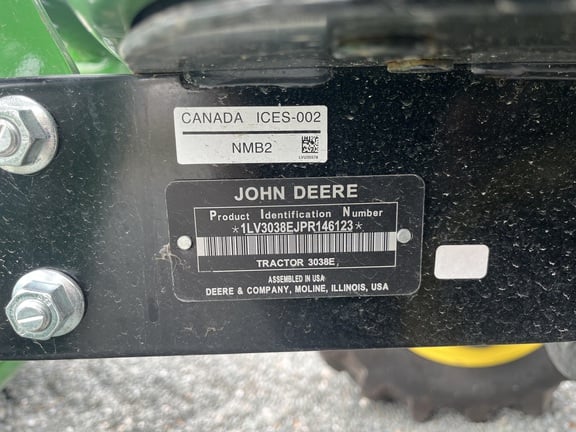 CANADA ICES-002
NMB2
JOHN DEERE
Product Identification Number
*1LV3038EJPR146123*
TRACTOR 3038E
ASSEMBLED IN USA
DEERE & COMPANY, MOLINE, ILLINOIS, USA